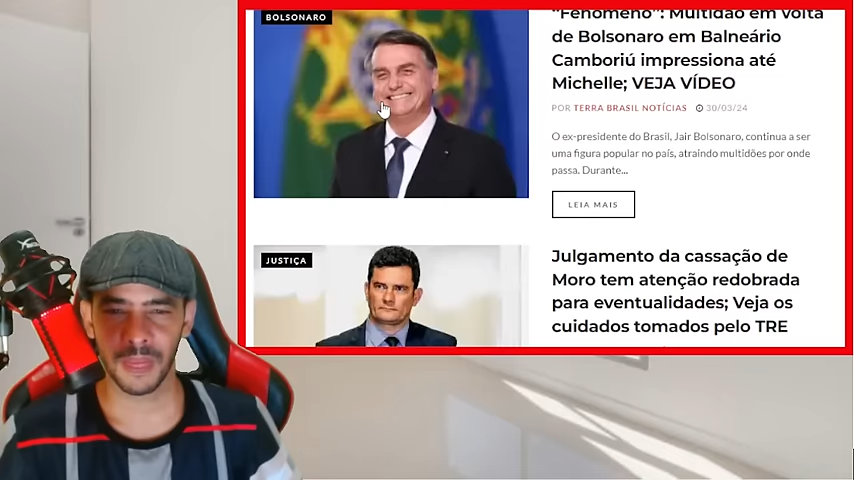 BOLSONARO
"Fenômeno": Multidão em volta
de Bolsonaro em Balneário
Camboriú impressiona até
Michelle; VEJA VÍDEO
POR TERRA BRASIL NOTÍCIAS 30/03/24
O ex-presidente do Brasil, Jair Bolsonaro, continua a ser
uma figura popular no país, atraindo multidões por onde
passa. Durante...
LEIA MAIS
JUSTIÇA
Julgamento da cassação de
Moro tem atenção redobrada
para eventualidades; Veja os
cuidados tomados pelo TRE